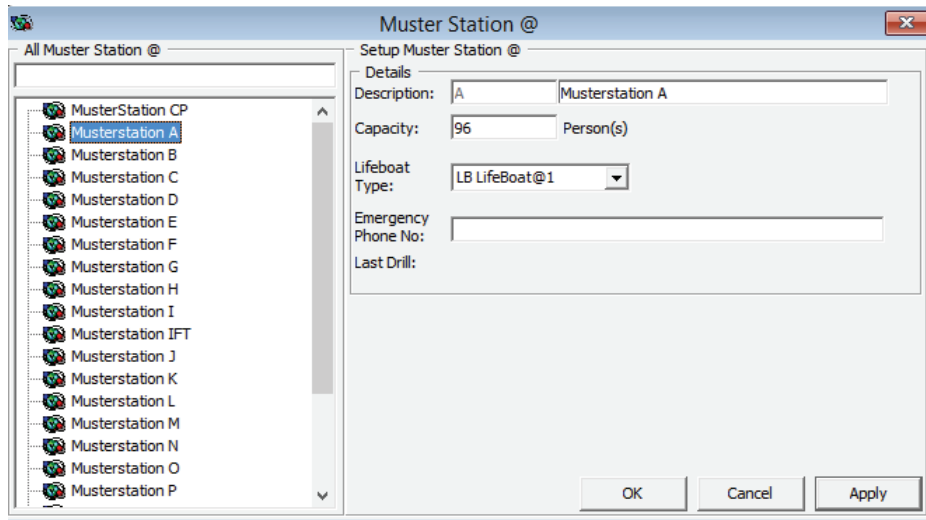 Muster Station @
All Muster Station @
MusterStation CP
Musterstation A
Musterstation B
Musterstation C
Musterstation D
Musterstation E
Musterstation F
Musterstation G
Musterstation H
Musterstation I
Musterstation IFT
Musterstation J
Musterstation K
Musterstation L
Musterstation M
Musterstation N
Musterstation O
Musterstation P
Setup Muster Station @
Details
Description: A Musterstation A
Capacity: 96 Person(s)
Lifeboat
Type: LB LifeBoat@1
Emergency
Phone No:
Last Drill:
OK Cancel Apply